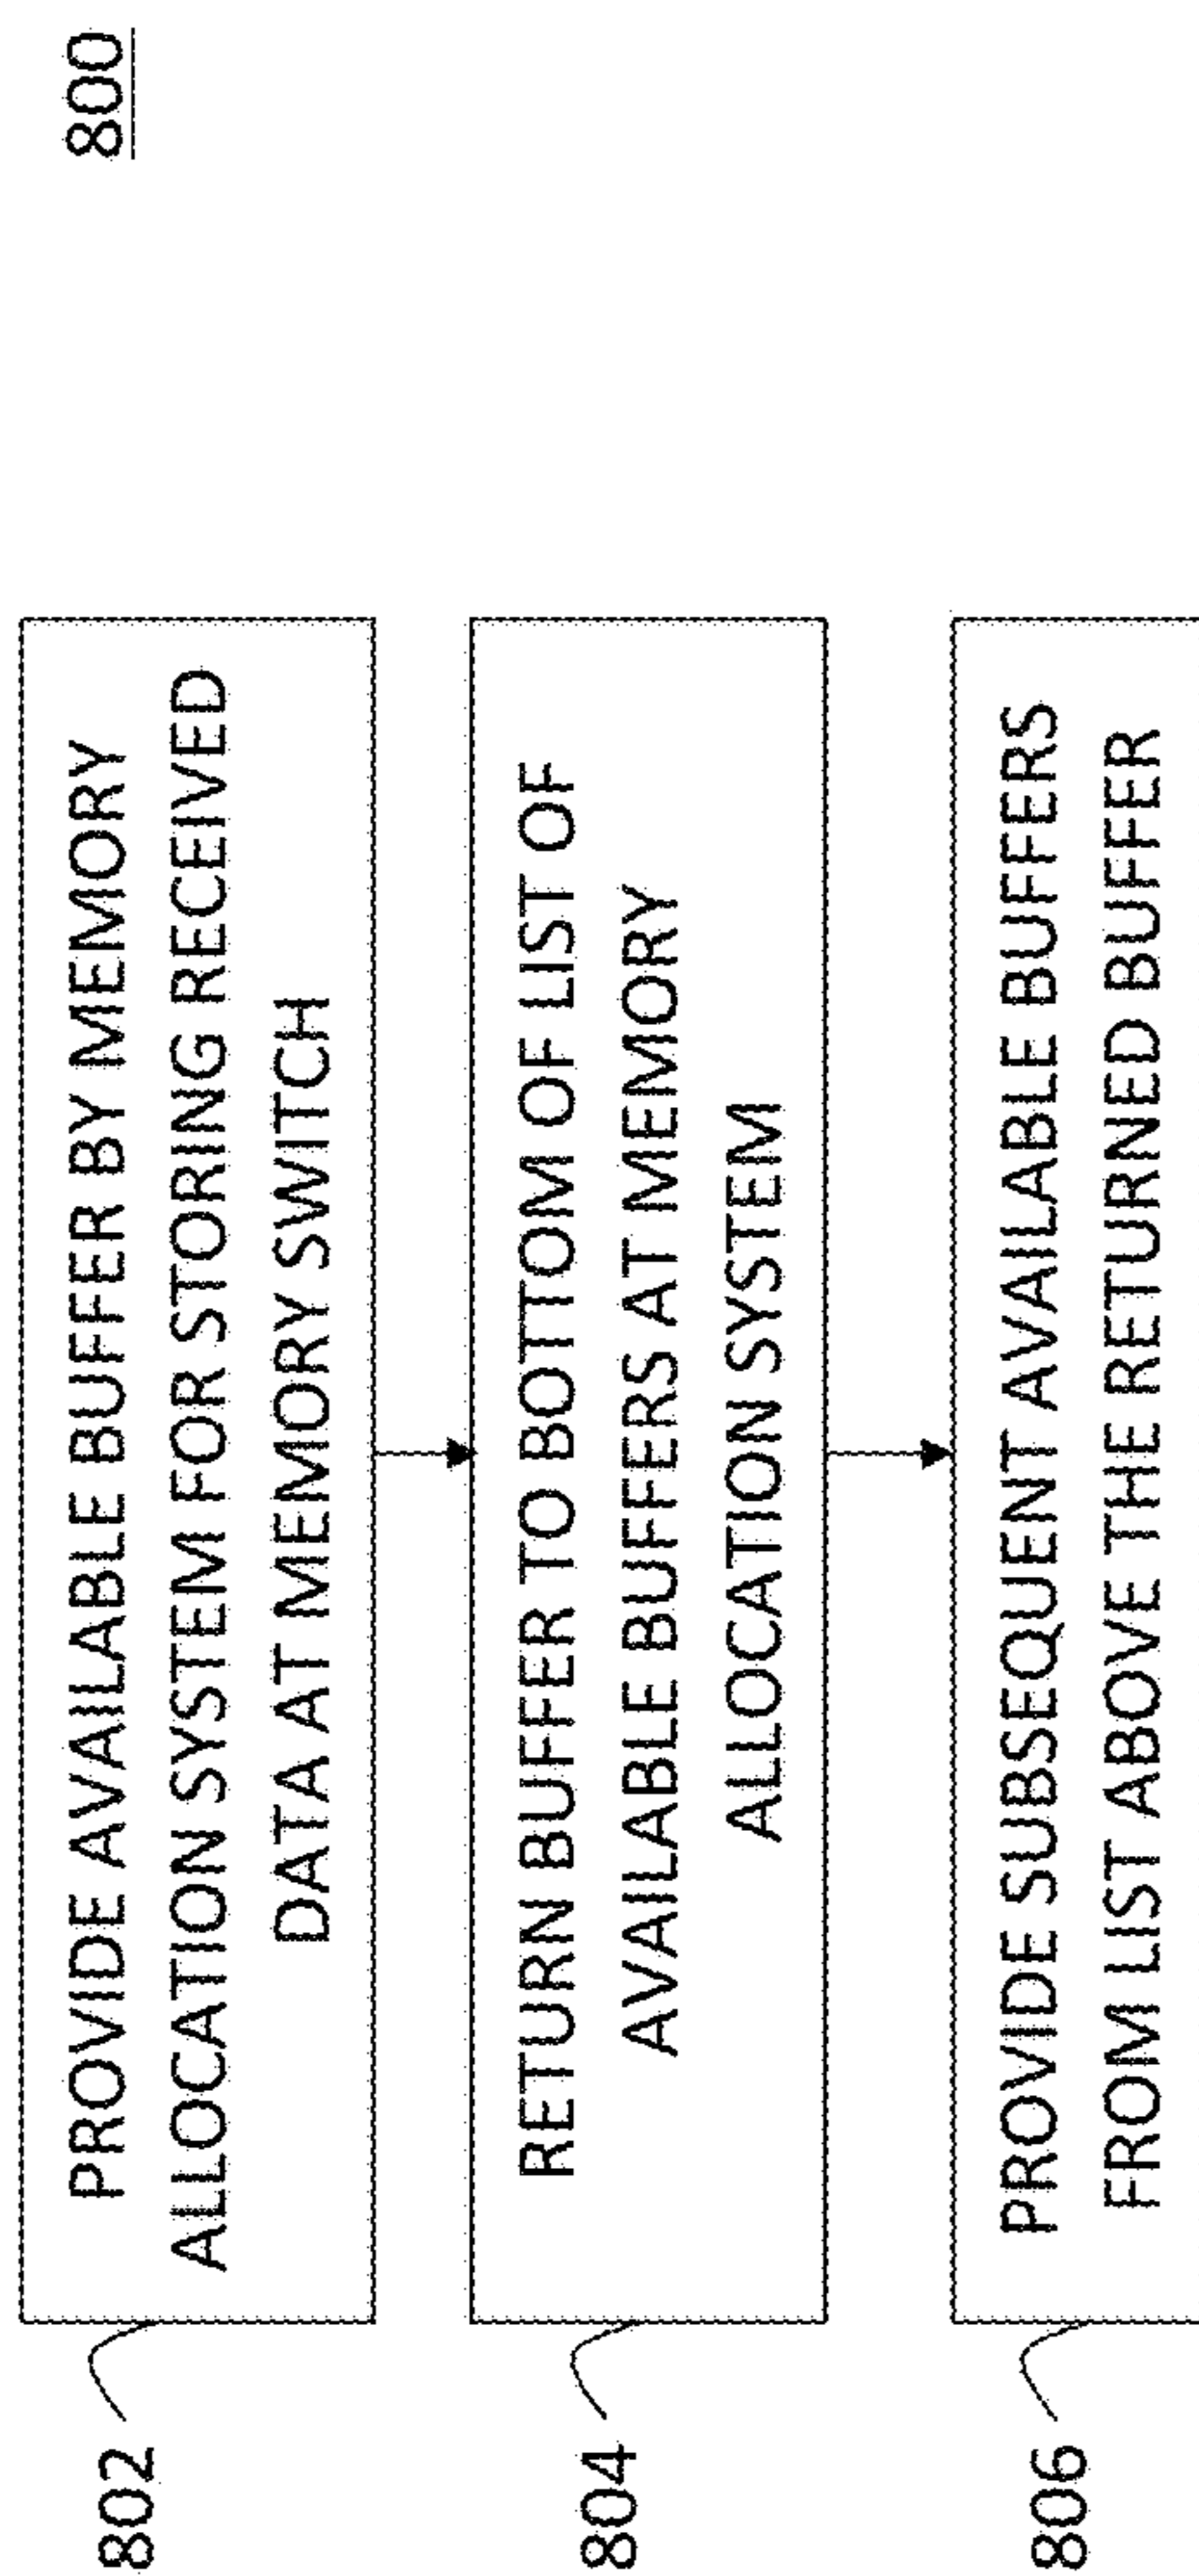 800
802
PROVIDE AVAILABLE BUFFER BY MEMORY
ALLOCATION SYSTEM FOR STORING RECEIVED
DATA AT MEMORY SWITCH
804
RETURN BUFFER TO BOTTOM OF LIST OF
AVAILABLE BUFFERS AT MEMORY
ALLOCATION SYSTEM
806
PROVIDE SUBSEQUENT AVAILABLE BUFFERS
FROM LIST ABOVE THE RETURNED BUFFER